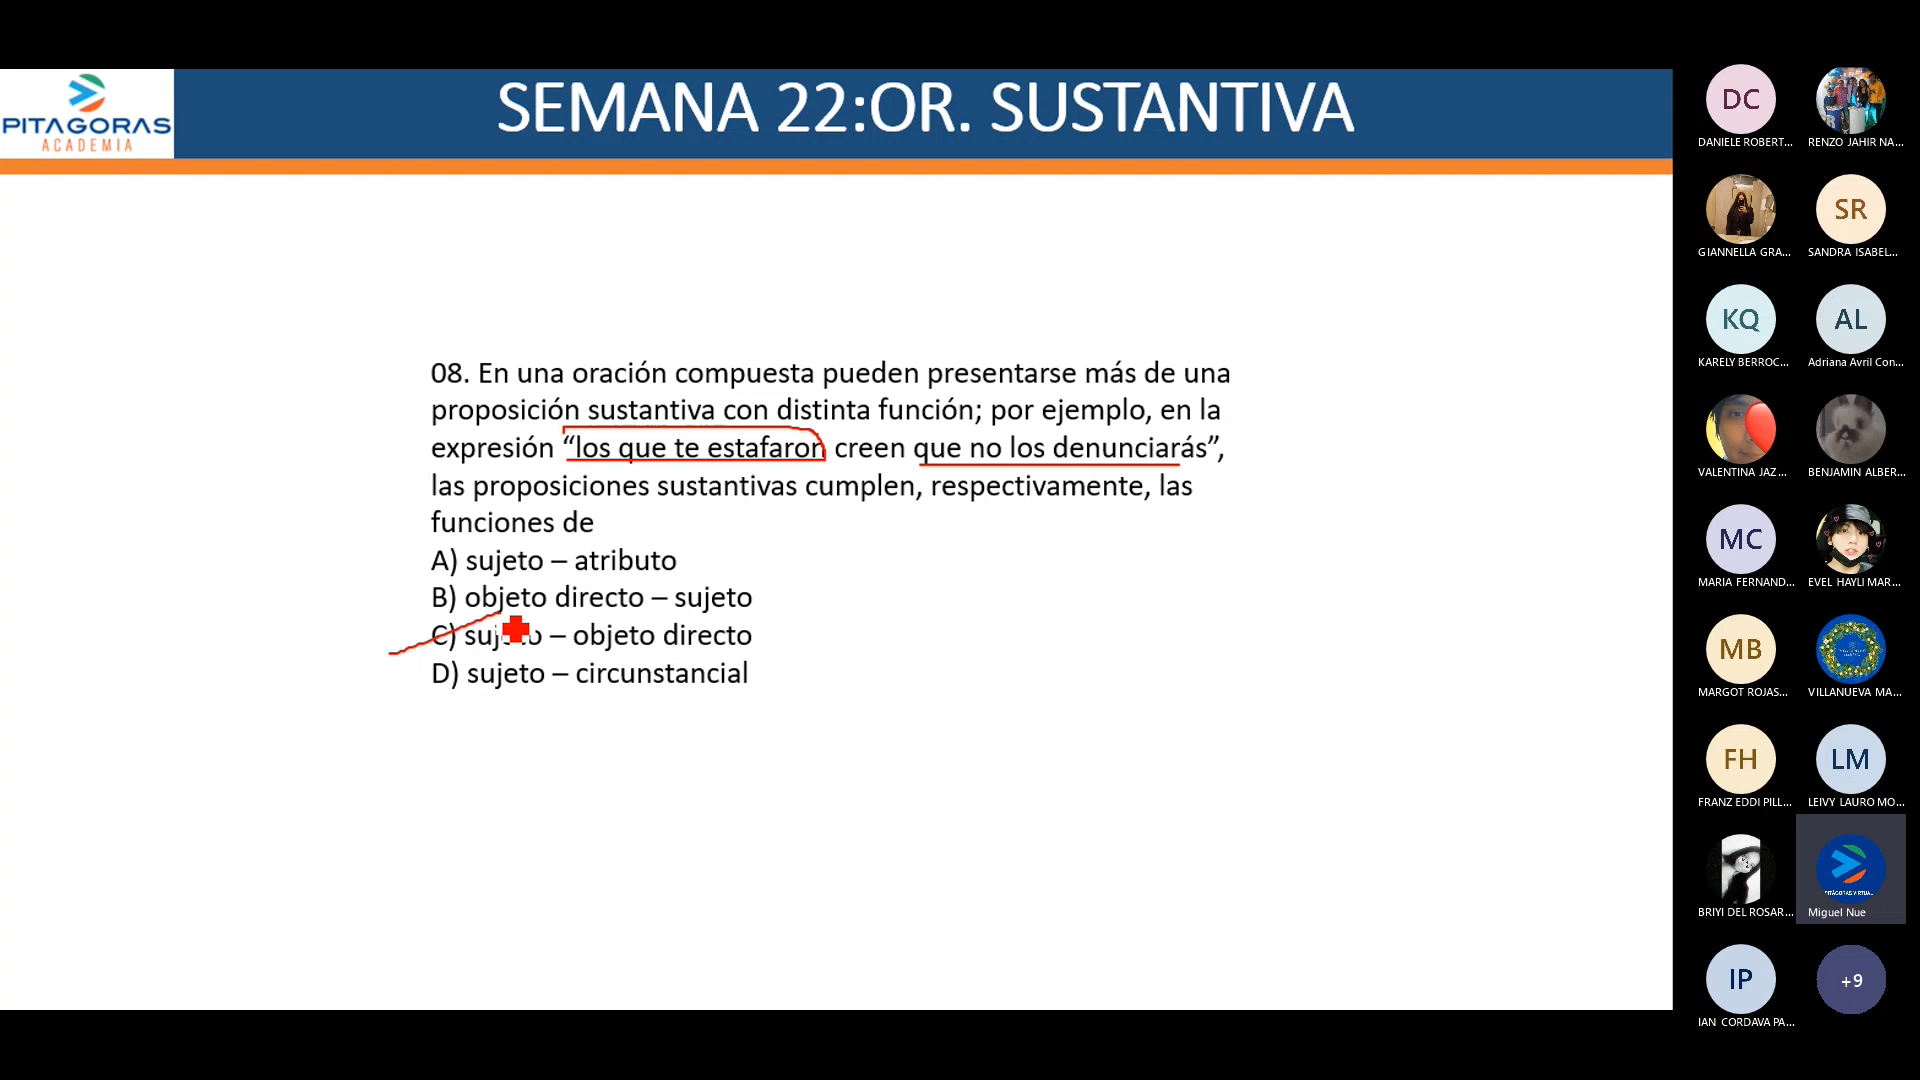 PITAGORAS
ACADEMIA
SEMANA 22:OR. SUSTANTIVA
08. En una oración compuesta pueden presentarse más de una
proposición sustantiva con distinta función; por ejemplo, en la
expresión “los que te estafaron creen que no los denunciarás”,
las proposiciones sustantivas cumplen, respectivamente, las
funciones de
A) sujeto – atributo
B) objeto directo – sujeto
C) sujeto – objeto directo
D) sujeto – circunstancial
DC
DANIELE ROBERT...
RENZO JAHIR NA...
GIANNELLA GRA...
SR
SANDRA ISABEL...
KQ
KARELY BERROC...
AL
Adriana Avril Con...
VALENTINA JAZ...
BENJAMIN ALBER...
MC
MARIA FERNAND...
EVEL HAYLI MAR...
MB
MARGOT ROJAS...
VILLANUEVA MA...
FH
FRANZ EDDI PILL...
LM
LEIVY LAURO MO...
BRIYI DEL ROSAR...
PITÁGORAS VIRTUAL
Miguel Nue
IP
IAN CORDAVA PA...
+9